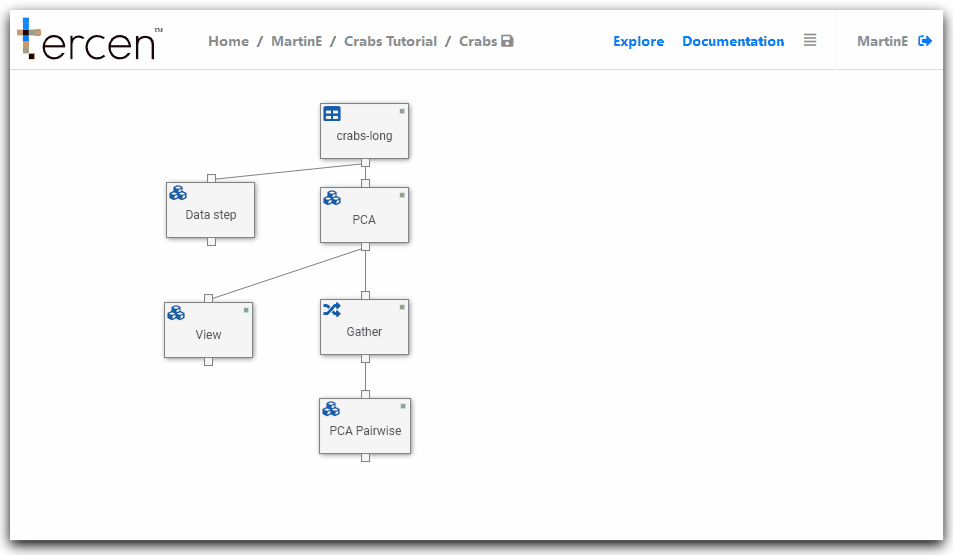 tercen™ Home / MartinE / Crabs Tutorial / Crabs Explore Documentation MartinE
crabs-long
Data step PCA
View Gather
PCA Pairwise